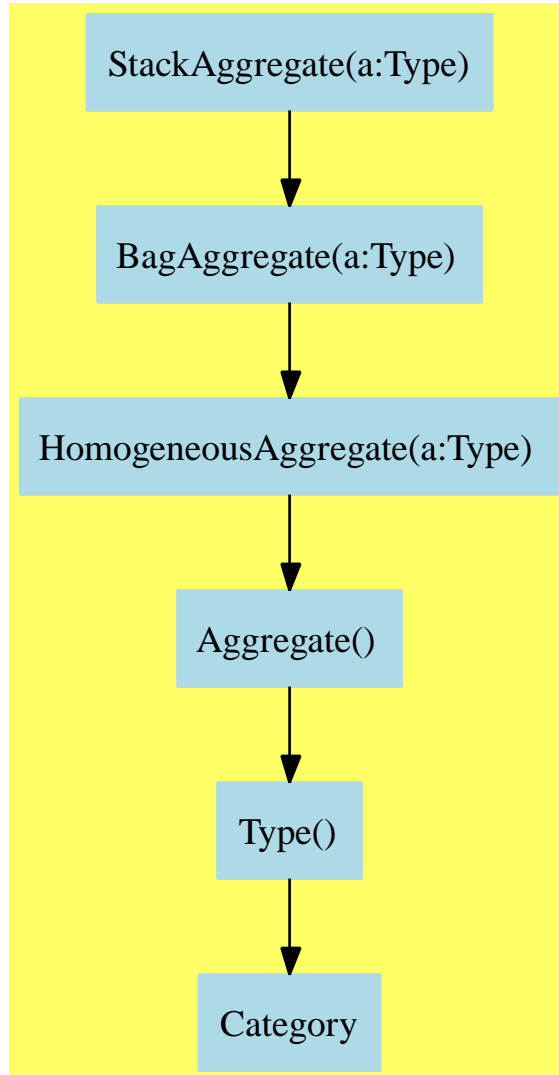 StackAggregate(a:Type)
BagAggregate(a:Type)
HomogeneousAggregate(a:Type)
Aggregate()
Type()
Category